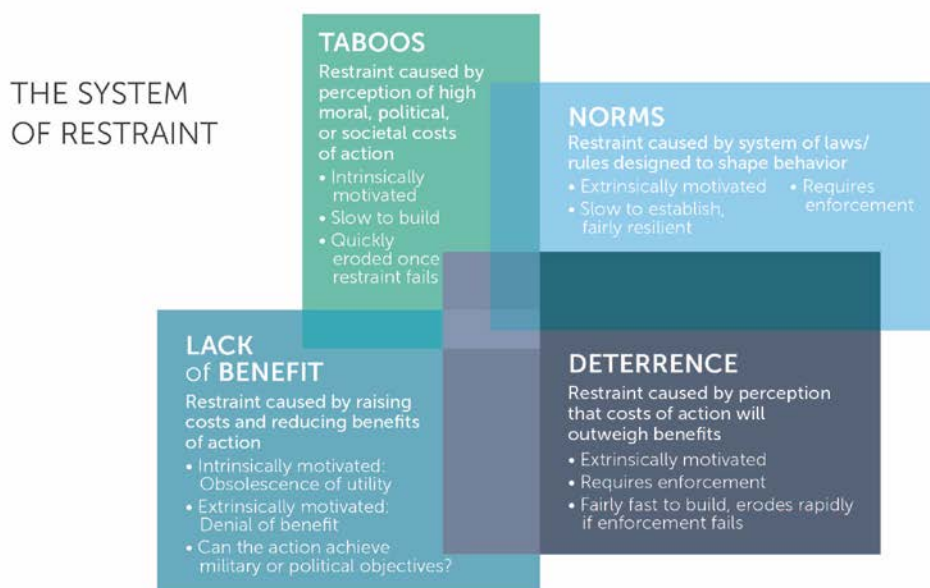 THE SYSTEM
OF RESTRAINT
TABOOS
Restraint caused by
perception of high
moral, political,
or societal costs
of action
• Intrinsically
motivated
• Slow to build
• Quickly
eroded once
restraint fails
NORMS
Restraint caused by system of laws/
rules designed to shape behavior
• Extrinsically motivated
• Slow to establish,
fairly resilient
• Requires
enforcement
LACK
of BENEFIT
Restraint caused by raising
costs and reducing benefits
of action
• Intrinsically motivated:
Obsolescence of utility
• Extrinsically motivated:
Denial of benefit
• Can the action achieve
military or political objectives?
DETERRENCE
Restraint caused by perception
that costs of action will
outweigh benefits
• Extrinsically motivated
• Requires enforcement
• Fairly fast to build, erodes rapidly
if enforcement fails